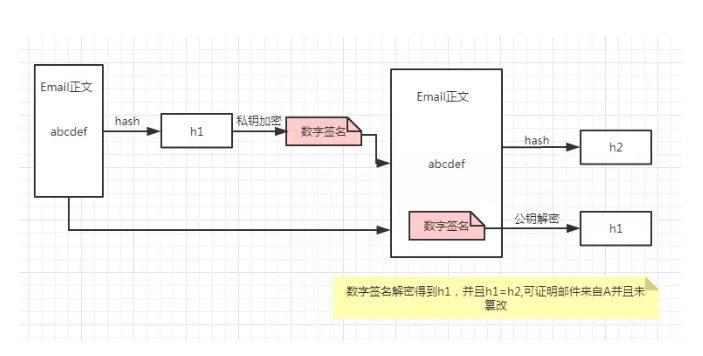 Email正文
abcdef
hash
h1
私钥加密
数字签名
Email正文
abcdef
数字签名
hash
h2
公钥解密
h1
数字签名解密得到h1，并且h1=h2,可证明邮件来自A并且未
篡改